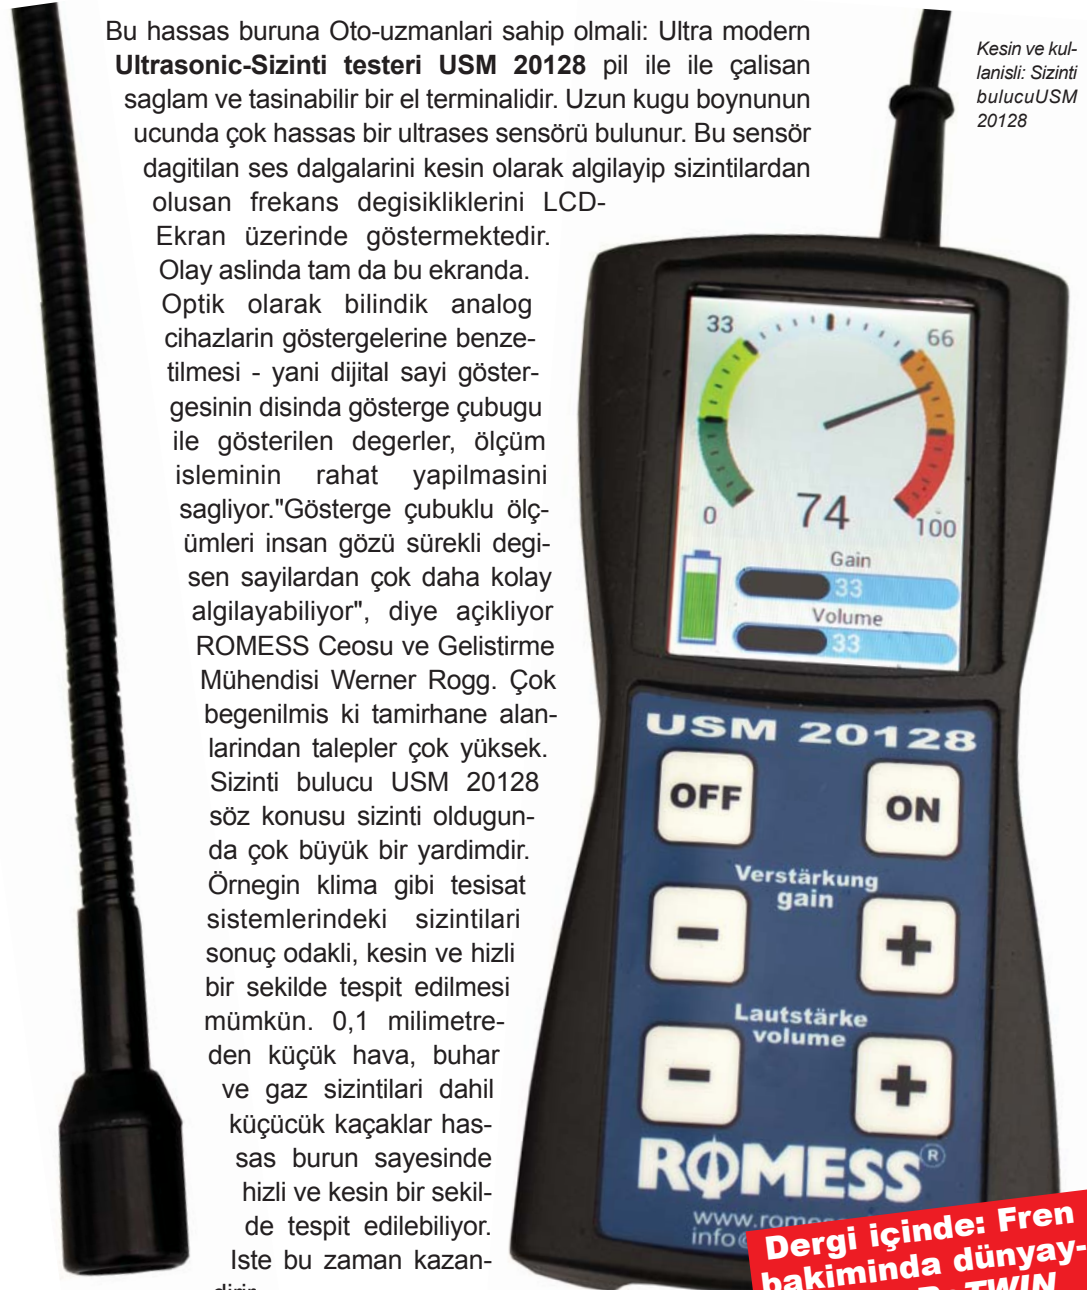 Bu hassas buruna Oto-uzmanlari sahip olmali: Ultra modern
Ultrasonic-Sizinti testeri USM 20128 pil ile ile çalisan
saglam ve tasinabilir bir el terminalidir. Uzun kugu boynunun
ucunda çok hassas bir ultrases sensörü bulunur. Bu sensör
dagitilan ses dalgalarini kesin olarak algilayip sizintilardan
olusan frekans degisikliklerini LCD-
Ekran üzerinde göstermektedir.
Olay aslinda tam da bu ekranda.
Optik olarak bilindik analog
cihazlarin göstergelerine benze-
tilmesi - yani dijital sayi göster-
gesinin disinda gösterge çubugu
ile gösterilen degerler, ölçüm
isleminin rahat yapilmasini
sagliyor."Gösterge çubuklu ölç-
ümleri insan gözü sürekli degi-
sen sayilardan çok daha kolay
algilayabiliyor", diye açikliyor
ROMESS Ceosu ve Gelistirme
Mühendisi Werner Rogg. Çok
begenilmis ki tamirhane alan-
larindan talepler çok yüksek.
Sizinti bulucu USM 20128
söz konusu sizinti oldugun-
da çok büyük bir yardimdir.
Örnegin klima gibi tesisat
sistemlerindeki sizintilari
sonuç odakli, kesin ve hizli
bir sekilde tespit edilmesi
mümkün. 0,1 milimetre-
den küçük hava, buhar
ve gaz sizintilari dahil
küçücük kaçaklar has-
sas burun sayesinde
hizli ve kesin bir sekil-
de tespit edilebiliyor.
Iste bu zaman kazan-
dirir.
Kesin ve kul-
lanisli: Sizinti
bulucuUSM
20128
33
66
74
0
100
Gain
33
Volume
33
USM 20128
OFF
ON
Verstärkung
gain
- +
Lautstärke
volume
- +
ROMESS®
www.romess
info@
Dergi içinde: Fren
bakiminda dünyay-
TWIN